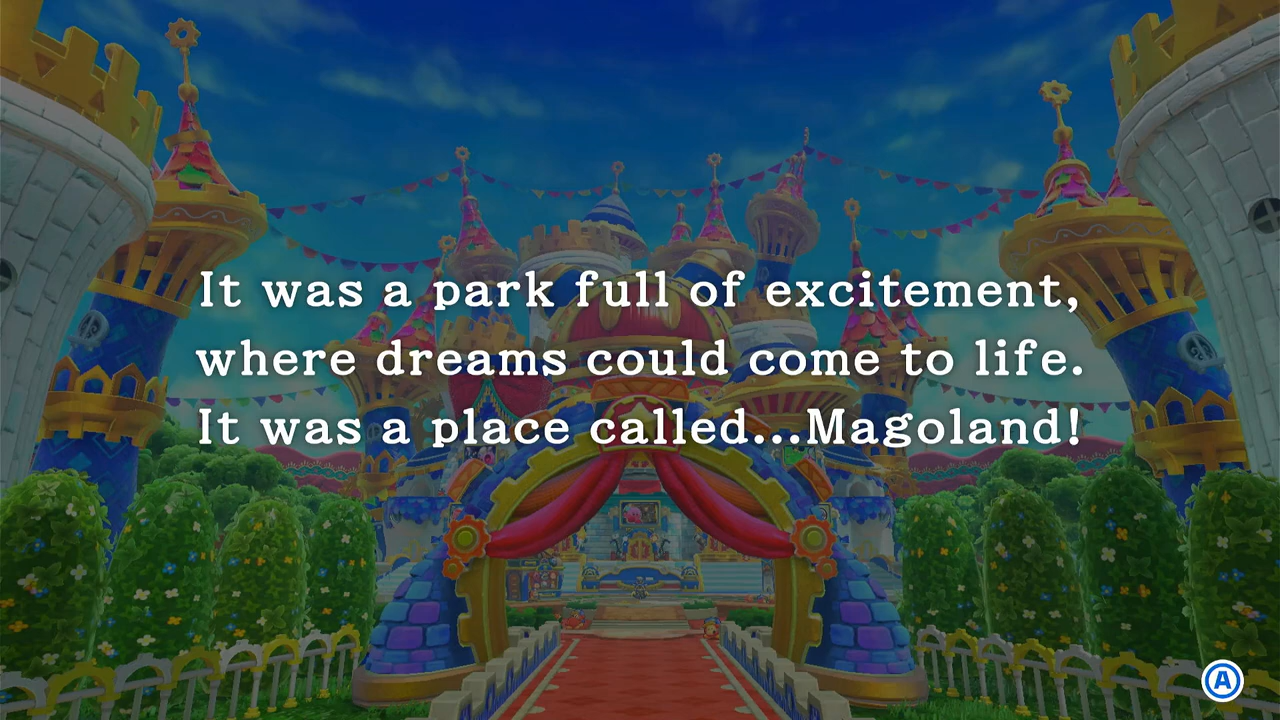 It was a park full of excitement,
where dreams could come to life.
It was a place called...Magoland!
A